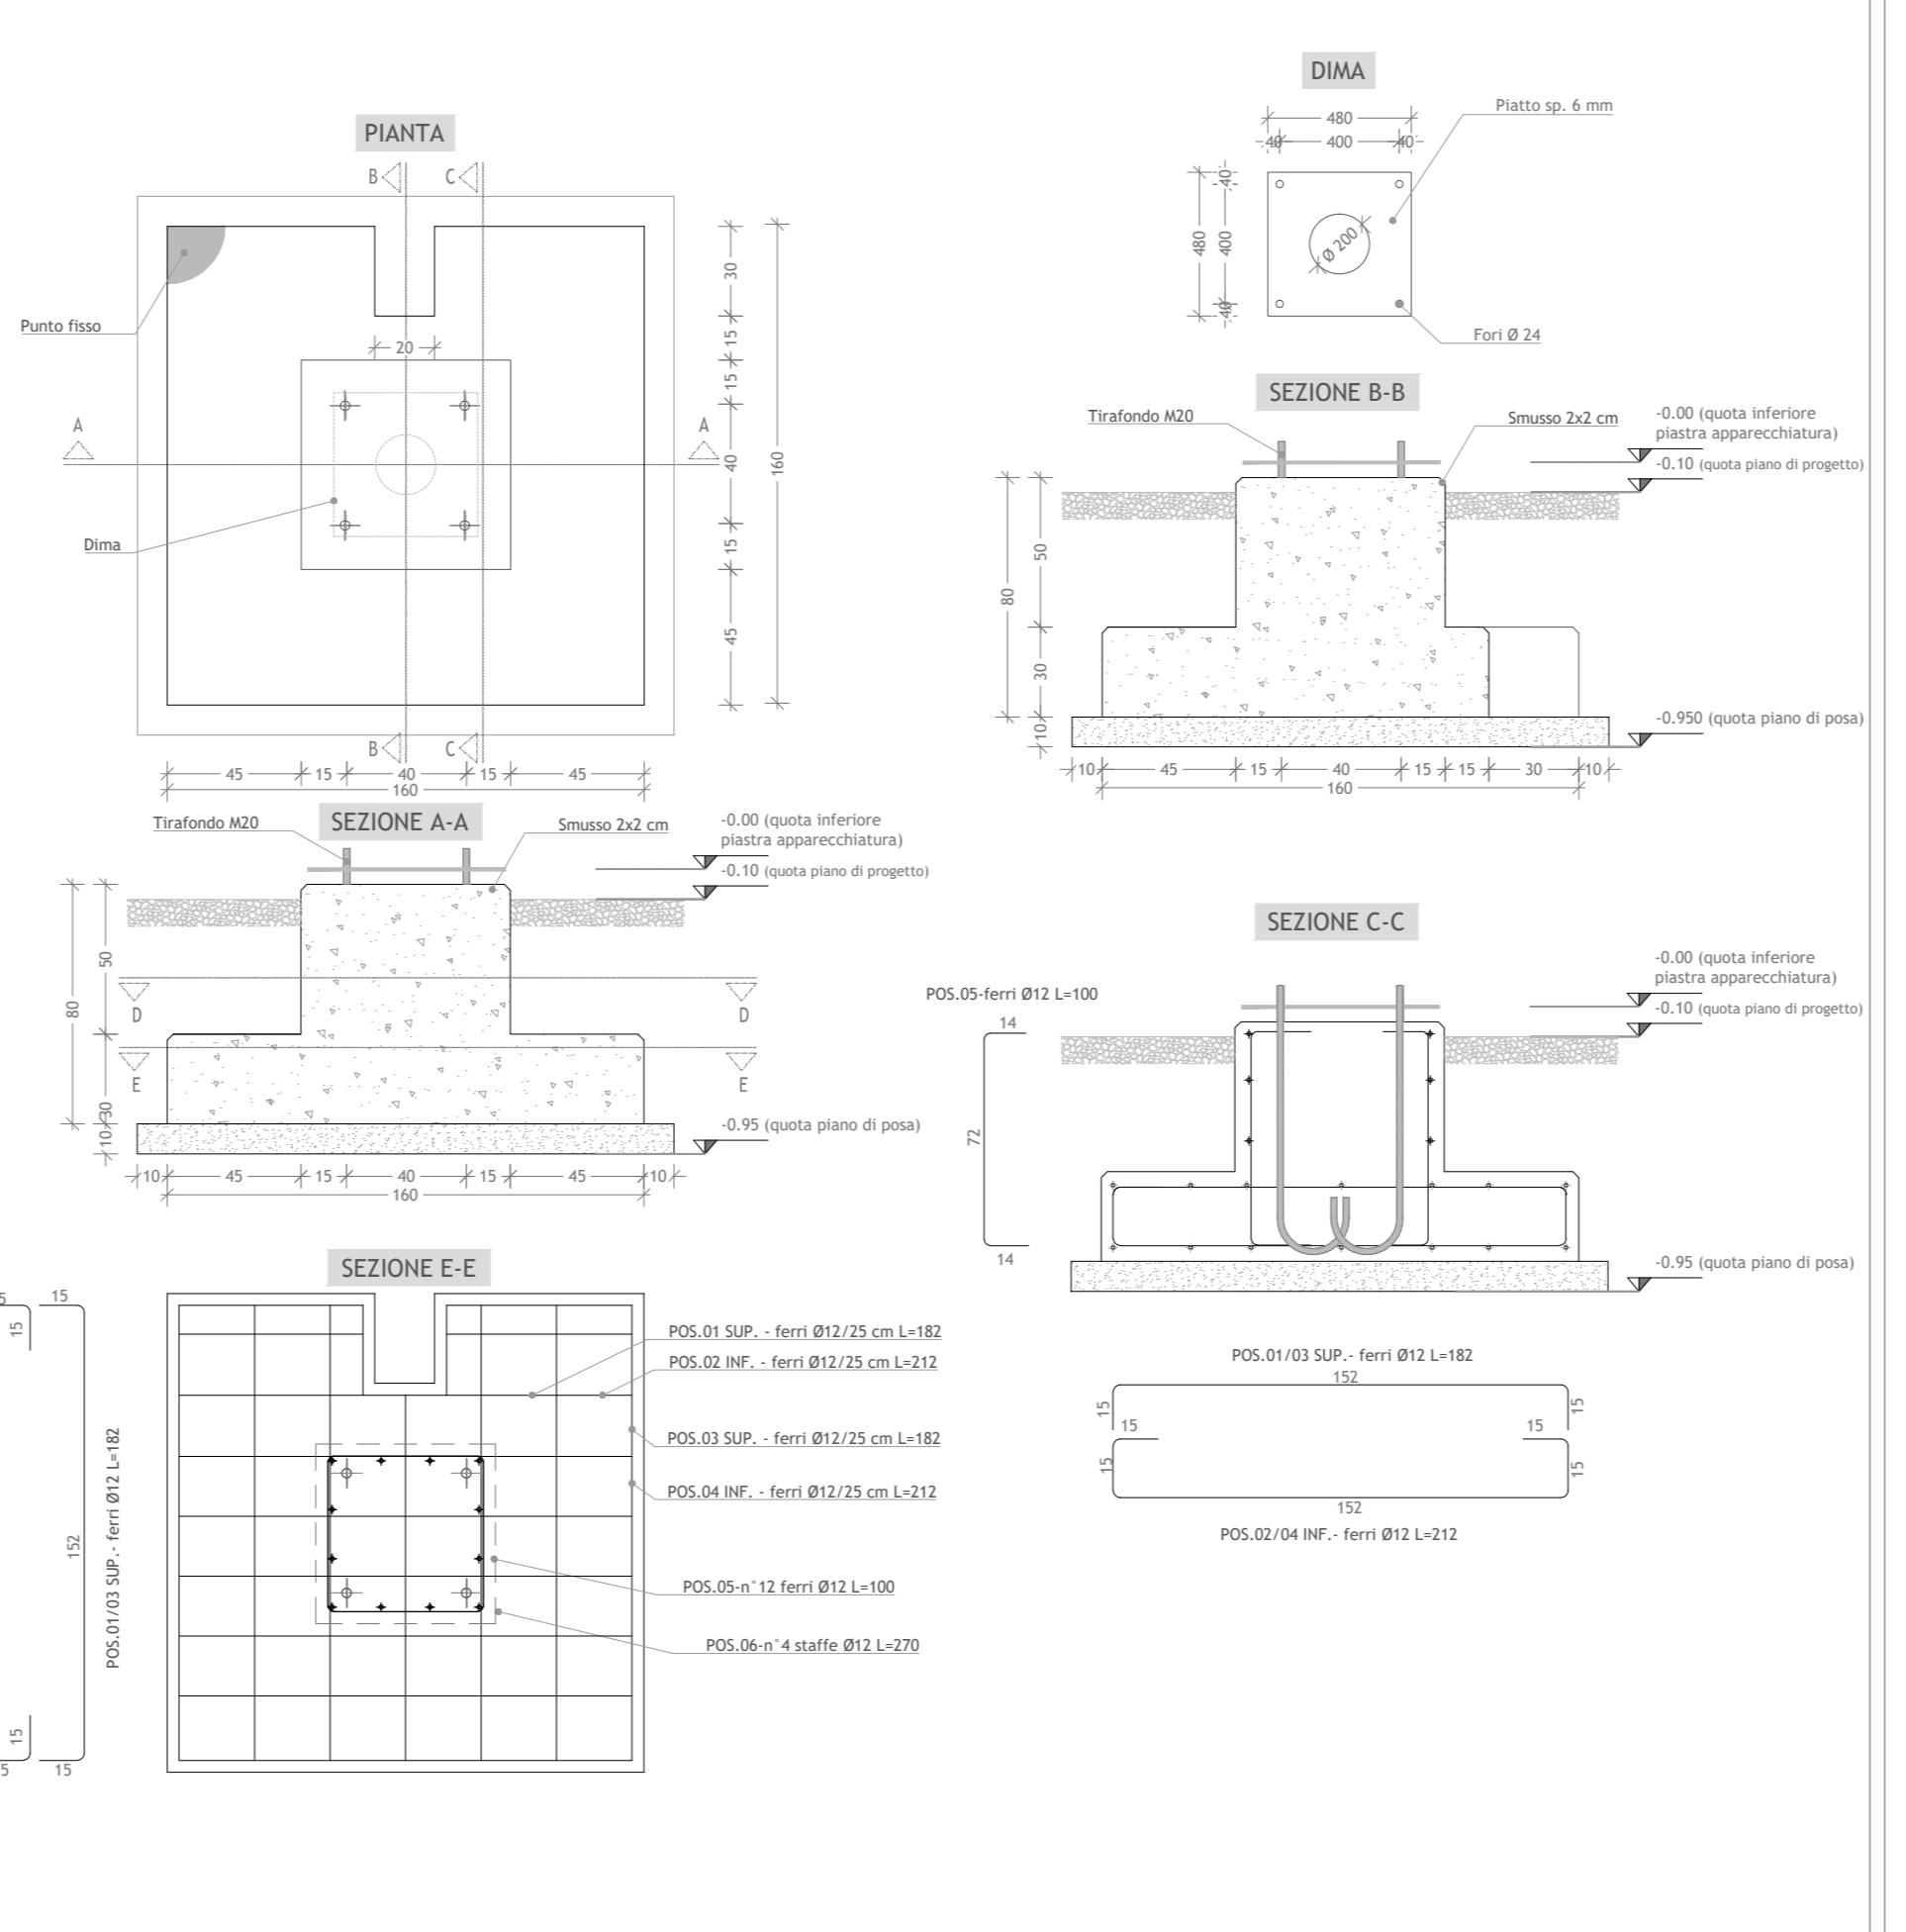 PIANTA
B
C
Punto fisso
20
A
A
Dima
30
15
15
40
15
45
160
B
C
45
15
40
15
45
160
DIMA
Piatto sp. 6 mm
480
40
400
40
480
40
400
40
Ø 200
Fori Ø 24
SEZIONE B-B
Tirafondo M20
Smusso 2x2 cm
-0.00 (quota inferiore
piastra apparecchiatura)
-0.10 (quota piano di progetto)
80
50
30
10
-0.950 (quota piano di posa)
10
45
15
40
15
15
30
10
160
SEZIONE A-A
Tirafondo M20
Smusso 2x2 cm
-0.00 (quota inferiore
piastra apparecchiatura)
-0.10 (quota piano di progetto)
80
50
30
10
D
D
E
E
-0.95 (quota piano di posa)
10
45
15
40
15
45
10
160
SEZIONE C-C
-0.00 (quota inferiore
piastra apparecchiatura)
-0.10 (quota piano di progetto)
POS.05-ferri Ø12 L=100
14
72
14
-0.95 (quota piano di posa)
SEZIONE E-E
5
15
15
15
5
15
152
15
POS.01/03 SUP.- ferri Ø12 L=182
POS.01 SUP. - ferri Ø12/25 cm L=182
POS.02 INF. - ferri Ø12/25 cm L=212
POS.03 SUP. - ferri Ø12/25 cm L=182
POS.04 INF. - ferri Ø12/25 cm L=212
POS.05-n°12 ferri Ø12 L=100
POS.06-n°4 staffe Ø12 L=270
POS.01/03 SUP.- ferri Ø12 L=182
152
15
15
15
15
15
15
152
POS.02/04 INF.- ferri Ø12 L=212